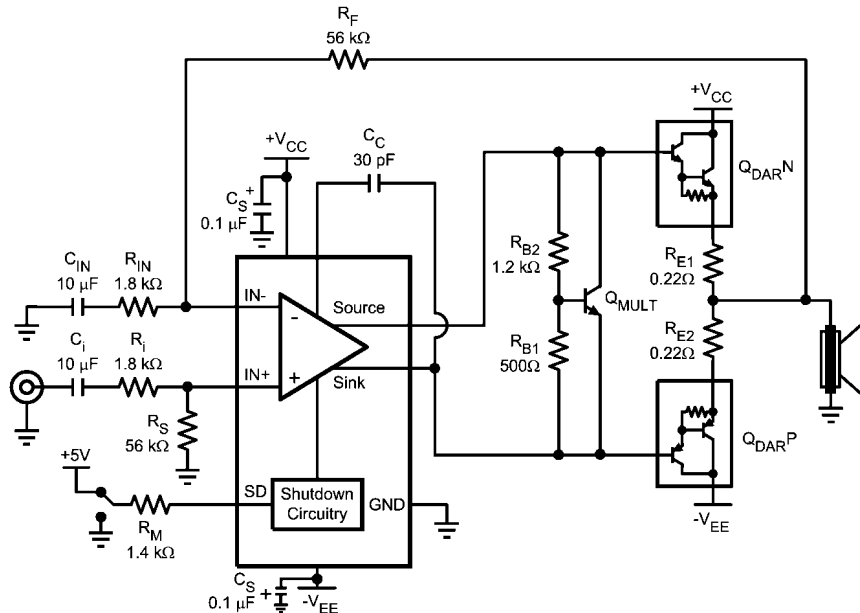 R_F
56 kΩ
+V_CC
+V_CC
C_C
30 pF
Q_DAR N
C_S +
0.1 µF
C_IN
10 µF
R_IN
1.8 kΩ
R_B2
1.2 kΩ
R_E1
0.22Ω
IN-
-
Source
Q_MULT
C_i
10 µF
R_i
1.8 kΩ
R_E2
0.22Ω
R_B1
500Ω
IN+
+
Sink
R_S
56 kΩ
Q_DAR P
+5V
SD
Shutdown
Circuitry
GND
R_M
1.4 kΩ
-V_EE
C_S
0.1 µF +
-V_EE